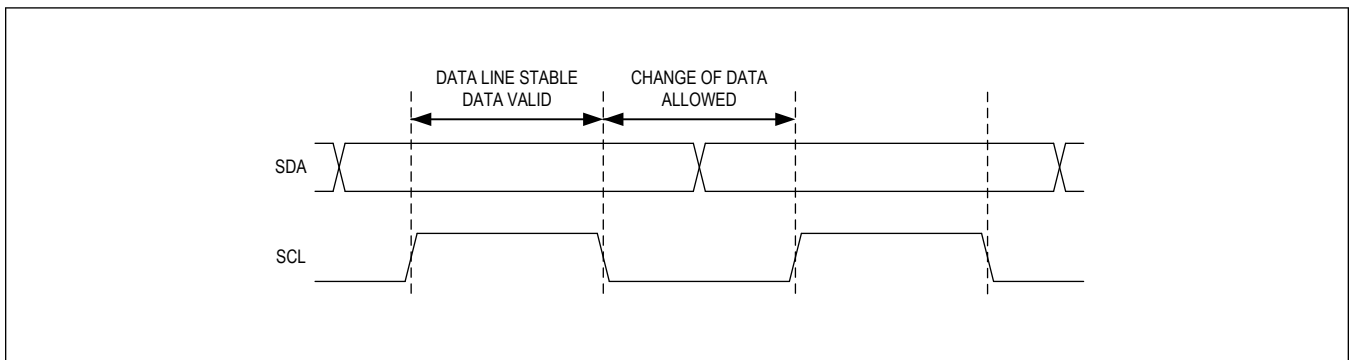 DATA LINE STABLE
DATA VALID
CHANGE OF DATA
ALLOWED
SDA
SCL